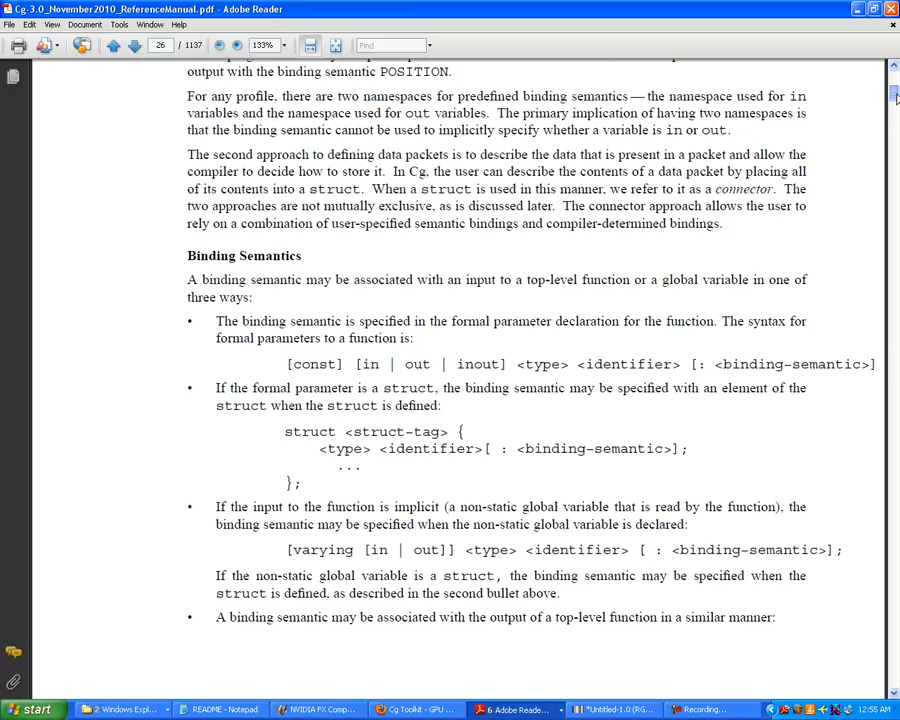 Cg-3.0_November2010_ReferenceManual.pdf - Adobe Reader
File Edit View Document Tools Window Help
26 / 1137 133% Find
output with the binding semantic POSITION.
For any profile, there are two namespaces for predefined binding semantics — the namespace used for in
variables and the namespace used for out variables. The primary implication of having two namespaces is
that the binding semantic cannot be used to implicitly specify whether a variable is in or out.
The second approach to defining data packets is to describe the data that is present in a packet and allow the
compiler to decide how to store it. In Cg, the user can describe the contents of a data packet by placing all
of its contents into a struct. When a struct is used in this manner, we refer to it as a connector. The
two approaches are not mutually exclusive, as is discussed later. The connector approach allows the user to
rely on a combination of user-specified semantic bindings and compiler-determined bindings.
Binding Semantics
A binding semantic may be associated with an input to a top-level function or a global variable in one of
three ways:
• The binding semantic is specified in the formal parameter declaration for the function. The syntax for
formal parameters to a function is:
[const] [in | out | inout] <type> <identifier> [: <binding-semantic>]
• If the formal parameter is a struct, the binding semantic may be specified with an element of the
struct when the struct is defined:
struct <struct-tag> {
<type> <identifier>[ : <binding-semantic>];
...
};
• If the input to the function is implicit (a non-static global variable that is read by the function), the
binding semantic may be specified when the non-static global variable is declared:
[varying [in | out]] <type> <identifier> [ : <binding-semantic>];
If the non-static global variable is a struct, the binding semantic may be specified when the
struct is defined, as described in the second bullet above.
• A binding semantic may be associated with the output of a top-level function in a similar manner:
start 2 Windows Expl... README - Notepad NVIDIA FX Comp... Cg Toolkit - GPU ... 6 Adobe Reade... *Untitled-1.0 (RG... Recording... 12:55 AM